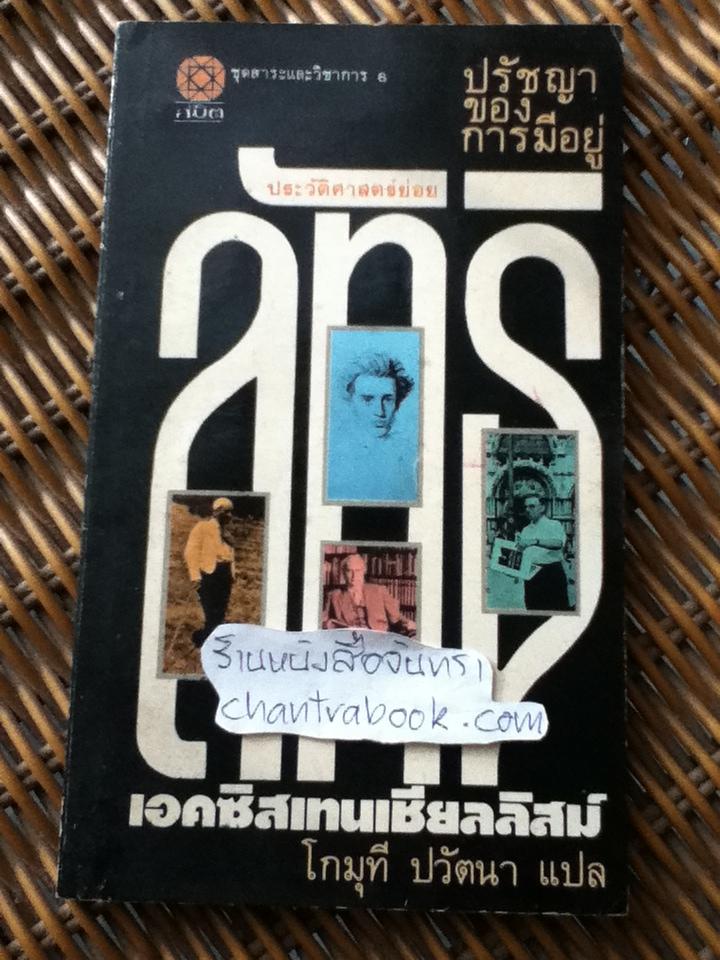 สมิต
ชุดสาระและวิชาการ ๘
ปรัชญา
ของ
การมีอยู่
ประวัติศาสตร์ย่อย
ลัทธิ
ร้านหนังสือจันทรา
chantrabook.com
เอคซิสเทนเชียลลิสม์
โกมุที ปวัตนา แปล